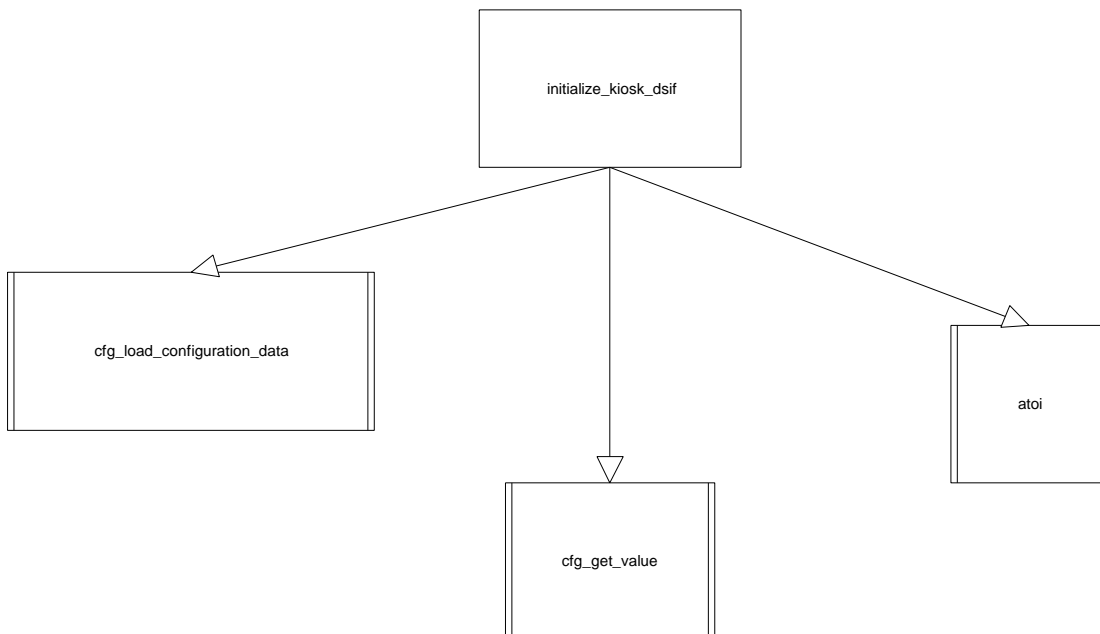 initialize_kiosk_dsif
cfg_load_configuration_data
atoi
cfg_get_value